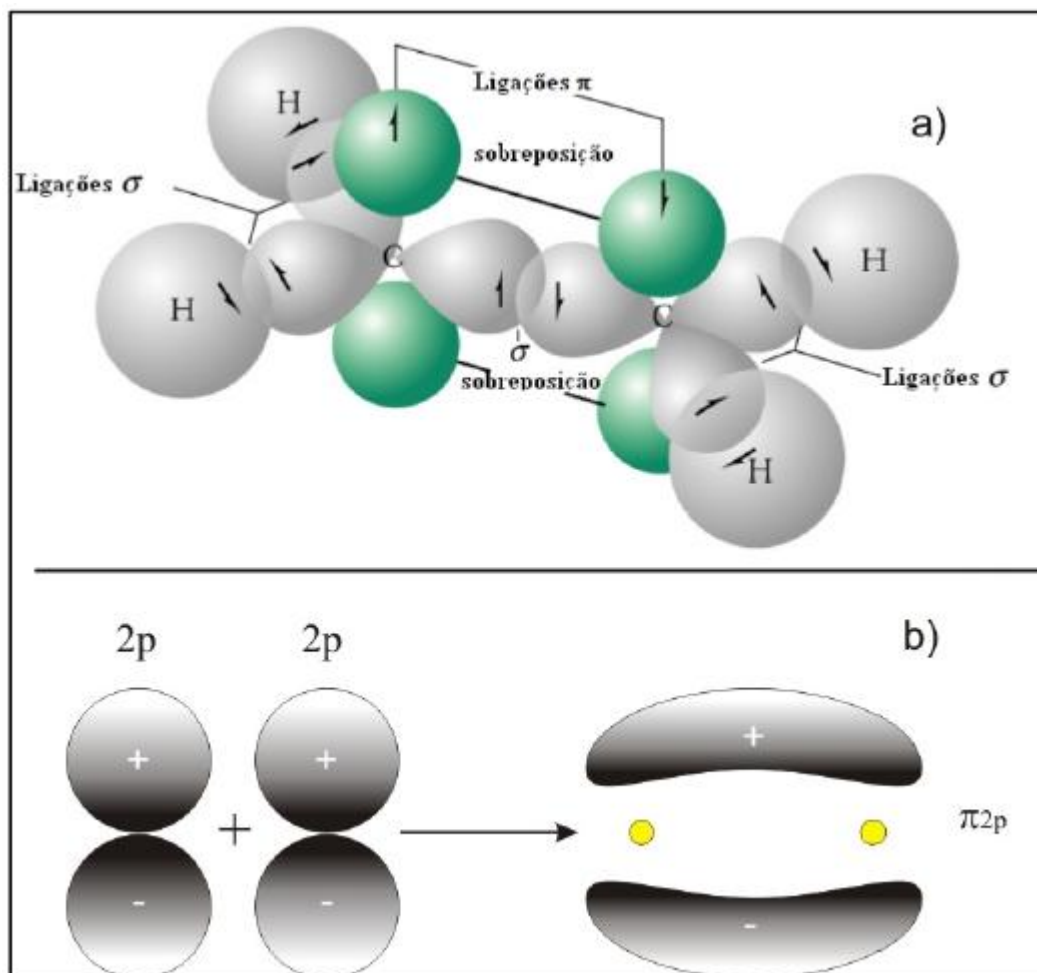 a)
Ligações π
H
sobreposição
Ligações σ
C
H
H
σ
C
sobreposição
Ligações σ
H
b)
2p 2p
+ + +
- -
+
-
π2p